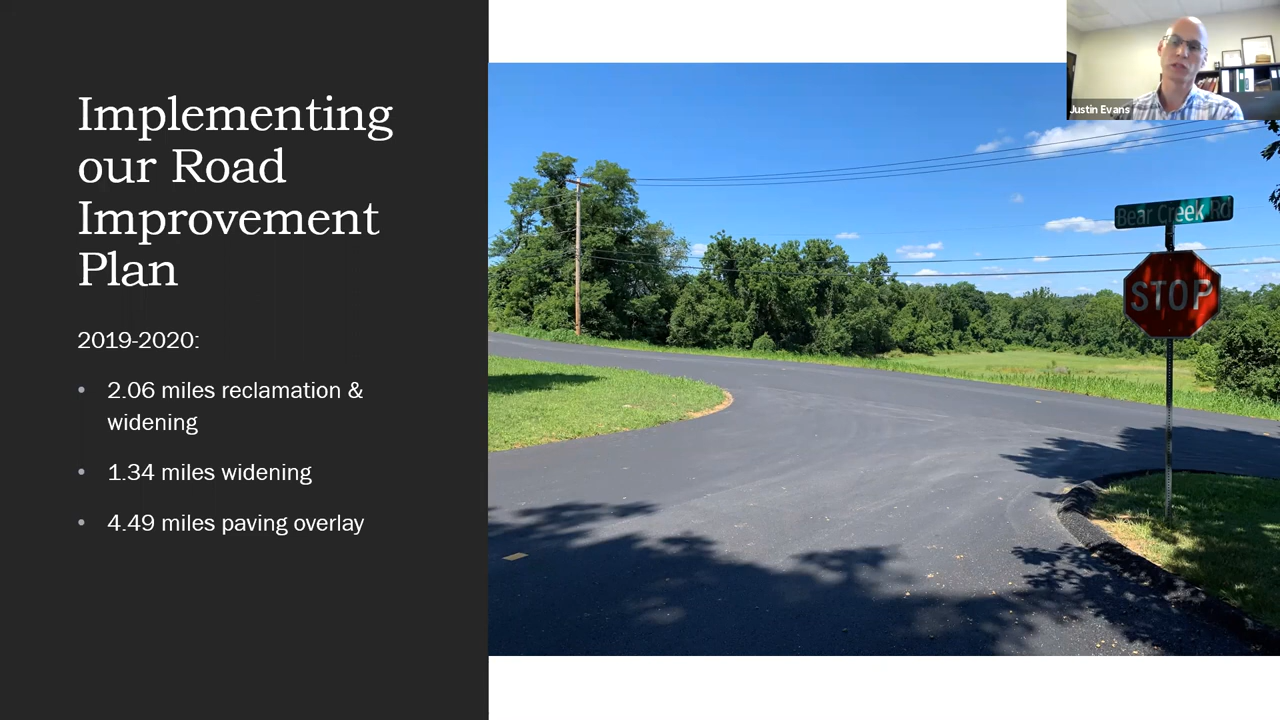 Implementing
our Road
Improvement
Plan
2019-2020:
• 2.06 miles reclamation &
widening
• 1.34 miles widening
• 4.49 miles paving overlay
Justin Evans
Bear Creek Rd
STOP